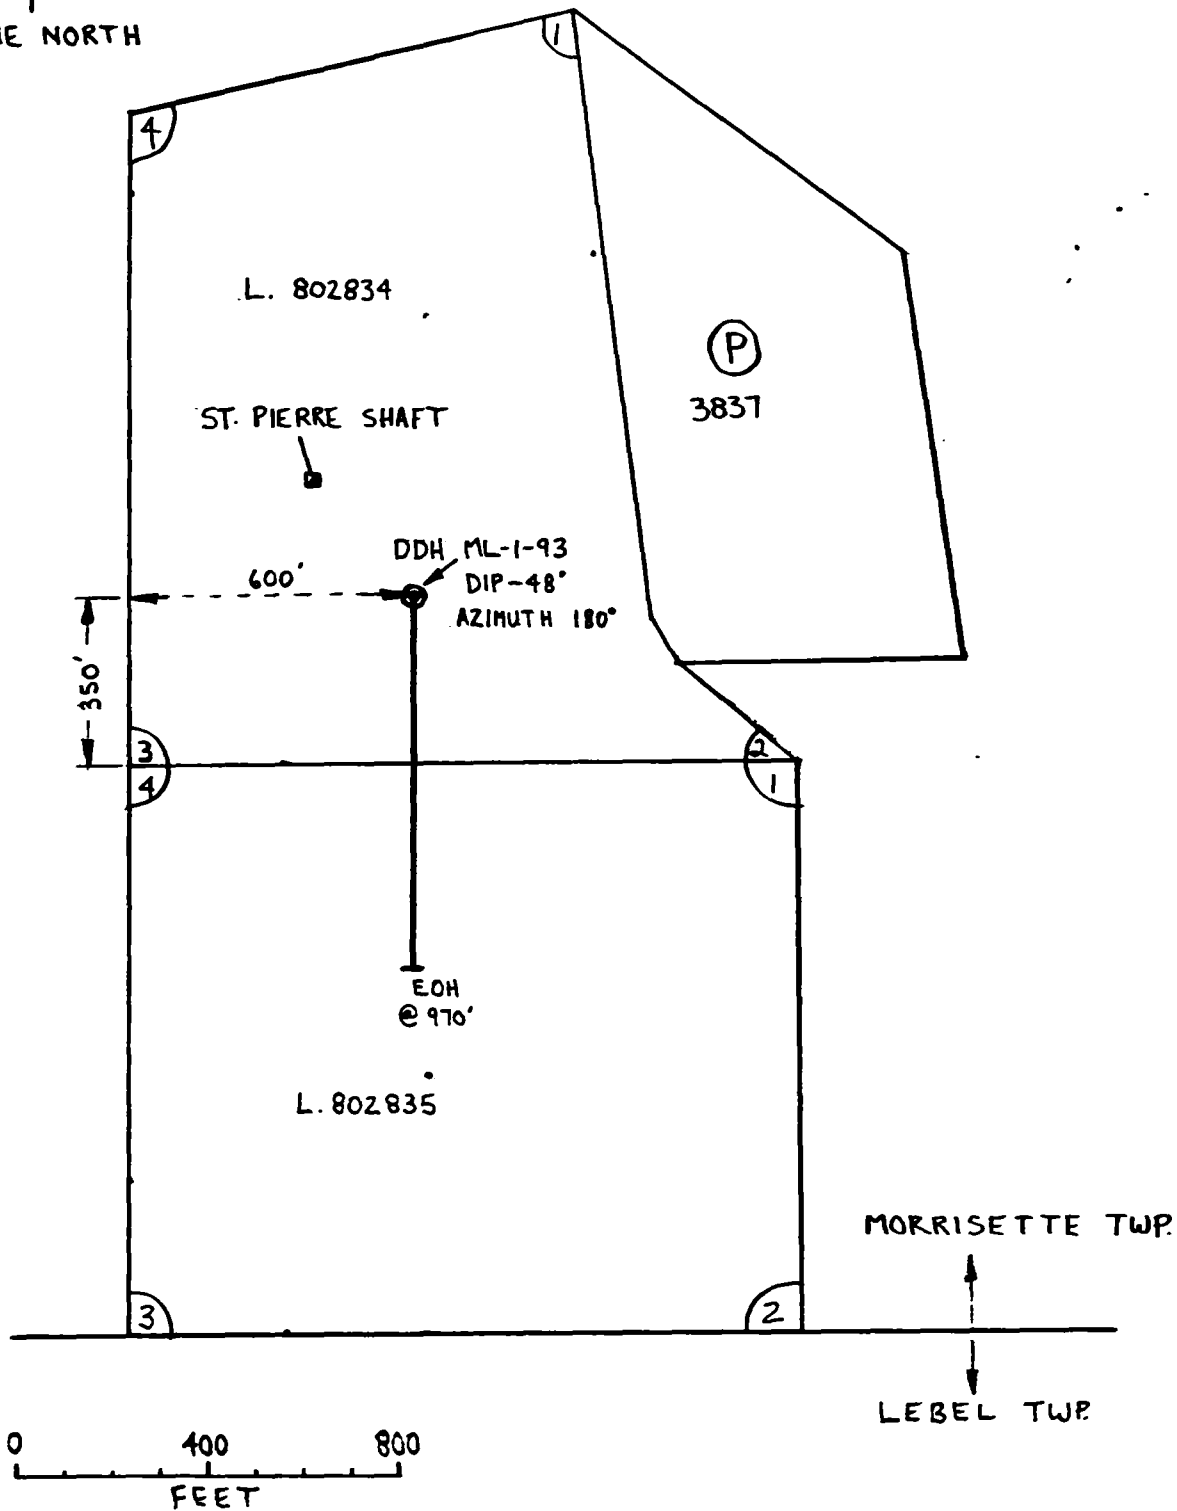 NORTH
1
4
L. 802834
P
3837
ST. PIERRE SHAFT
DDH ML-1-93
DIP-48°
AZIMUTH 180°
600'
350'
3
2
4
1
EOH
@ 970'
L. 802835
MORRISETTE TWP.
3
2
LEBEL TWP.
0 400 800
FEET